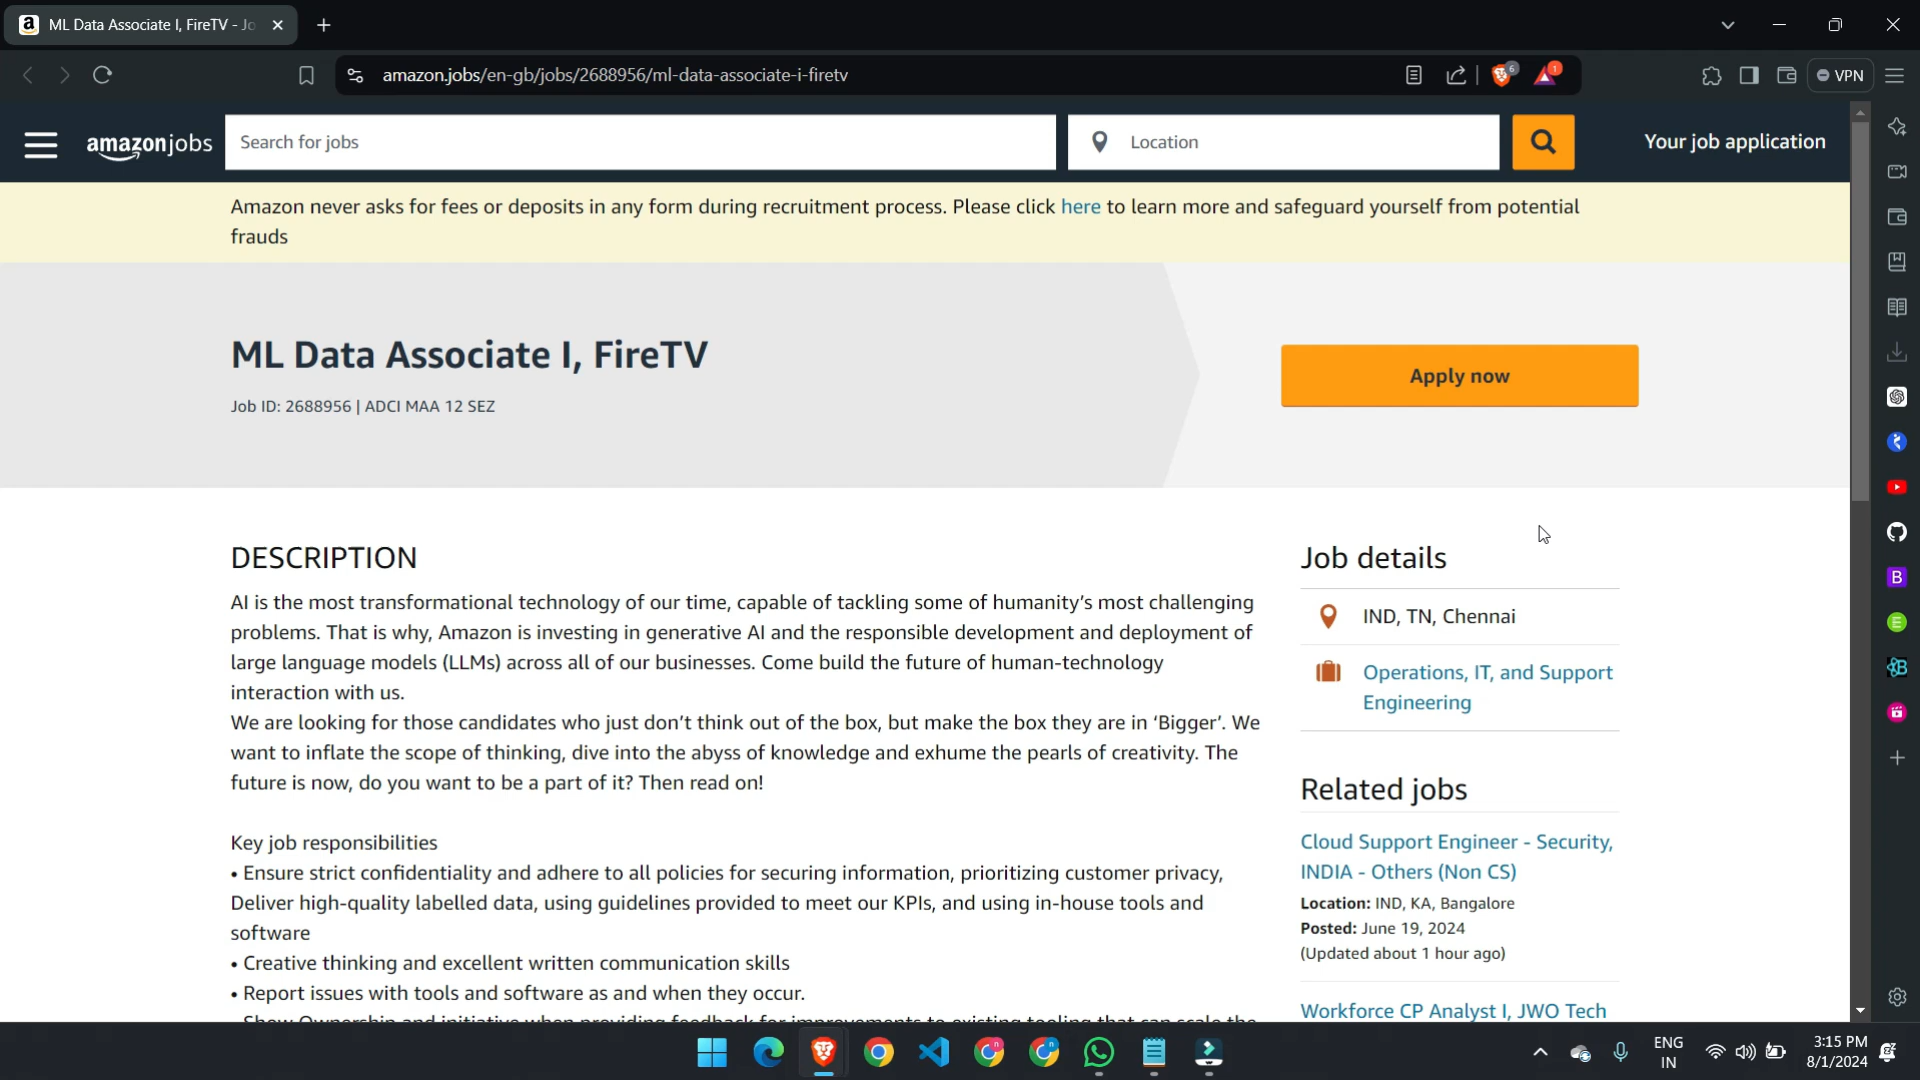 ML Data Associate I, FireTV - Jo
amazon.jobs/en-gb/jobs/2688956/ml-data-associate-i-firetv
6
1
VPN
amazonjobs
Search for jobs
Location
Your job application
Amazon never asks for fees or deposits in any form during recruitment process. Please click here to learn more and safeguard yourself from potential
frauds
ML Data Associate I, FireTV
Job ID: 2688956 | ADCI MAA 12 SEZ
Apply now
DESCRIPTION
AI is the most transformational technology of our time, capable of tackling some of humanity’s most challenging
problems. That is why, Amazon is investing in generative AI and the responsible development and deployment of
large language models (LLMs) across all of our businesses. Come build the future of human-technology
interaction with us.
We are looking for those candidates who just don’t think out of the box, but make the box they are in ‘Bigger’. We
want to inflate the scope of thinking, dive into the abyss of knowledge and exhume the pearls of creativity. The
future is now, do you want to be a part of it? Then read on!
Key job responsibilities
• Ensure strict confidentiality and adhere to all policies for securing information, prioritizing customer privacy,
Deliver high-quality labelled data, using guidelines provided to meet our KPIs, and using in-house tools and
software
• Creative thinking and excellent written communication skills
• Report issues with tools and software as and when they occur.
• Show Ownership and initiative when providing feedback for improvements to existing tooling that can scale the
Job details
IND, TN, Chennai
Operations, IT, and Support
Engineering
Related jobs
Cloud Support Engineer - Security,
INDIA - Others (Non CS)
Location: IND, KA, Bangalore
Posted: June 19, 2024
(Updated about 1 hour ago)
Workforce CP Analyst I, JWO Tech
ENG
IN
3:15 PM
8/1/2024